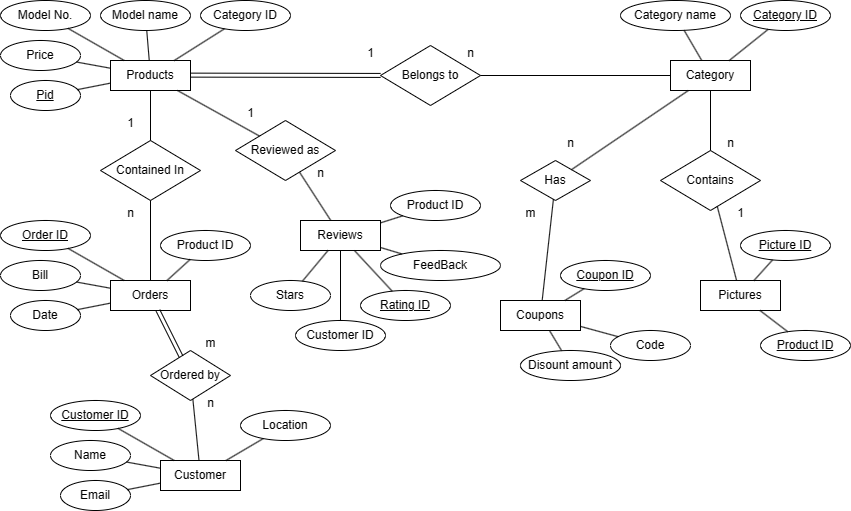 Model No.
Model name
Category ID
Category name
Category ID
Price
Products
1
n
Belongs to
Category
Pid
1
1
n
n
Contained In
Reviewed as
n
Has
Contains
n
m
1
Order ID
Product ID
Reviews
Product ID
Picture ID
Bill
FeedBack
Coupon ID
Orders
Stars
Rating ID
Pictures
Date
Customer ID
Coupons
Code
Product ID
m
Disount amount
Ordered by
n
Customer ID
Location
Name
Customer
Email